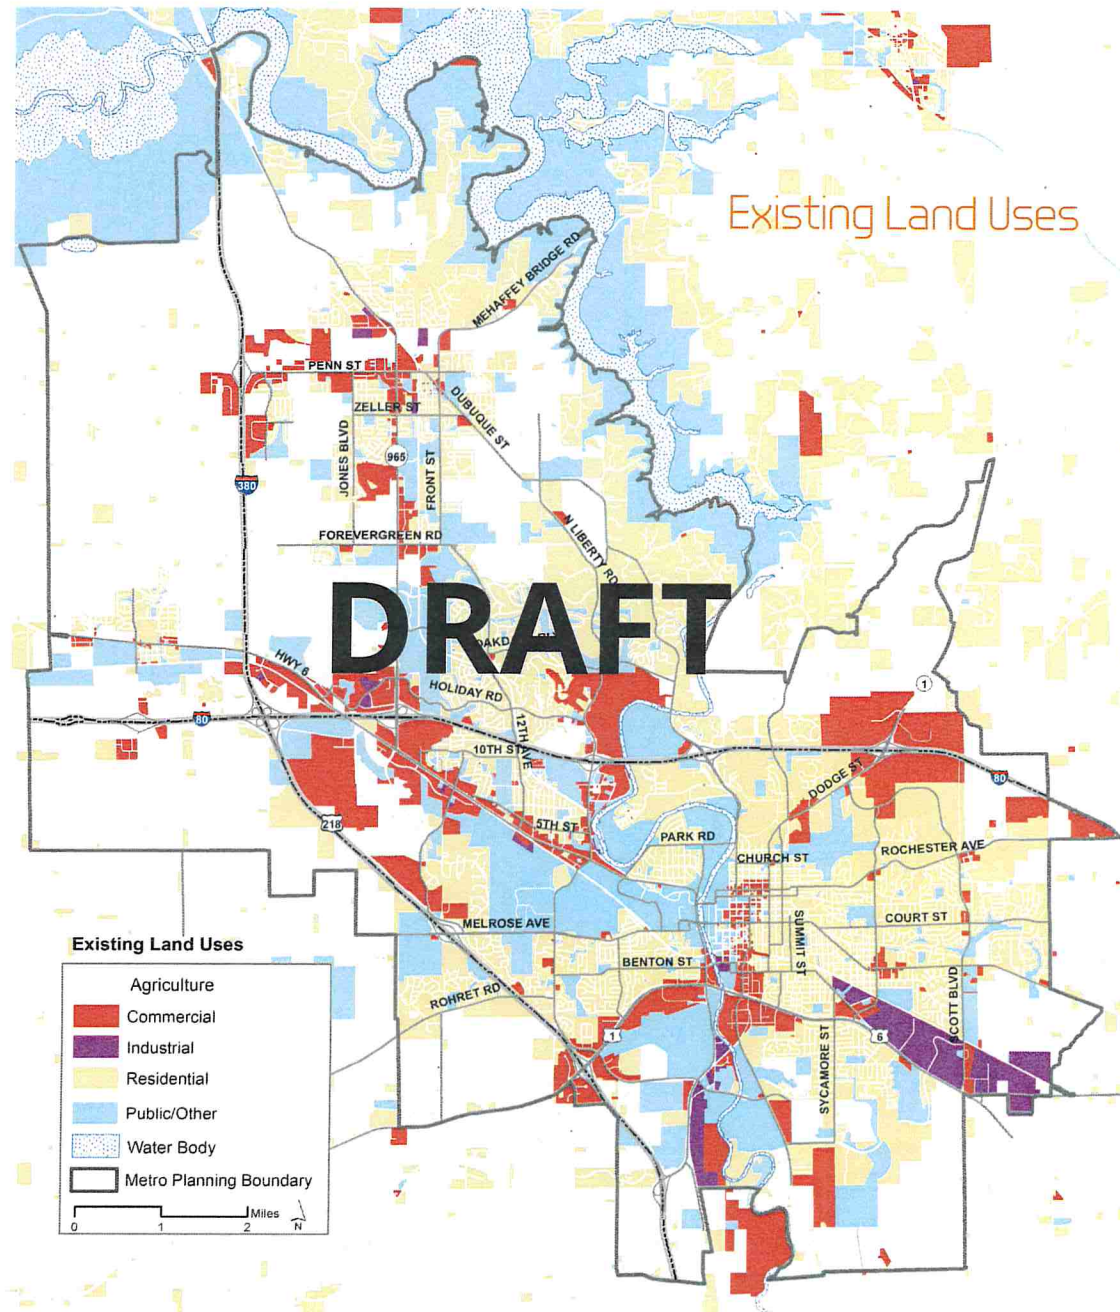 Existing Land Uses
MEHAFFEY BRIDGE RD
PENN ST
ZELLER ST
DUBUQUE ST
JONES BLVD
965
FRONT ST
380
FOREVERGREEN RD
N LIBERTY RD
DRAFT
HWY 6
HOLIDAY RD
1
80
12TH AVE
10TH ST
DODGE ST
80
218
5TH ST
PARK RD
CHURCH ST
ROCHESTER AVE
MELROSE AVE
SUMMIT ST
COURT ST
BENTON ST
ROHRET RD
SCOTT BLVD
1
6
SYCAMORE ST
Existing Land Uses
Agriculture
Commercial
Industrial
Residential
Public/Other
Water Body
Metro Planning Boundary
Miles
0 1 2
N